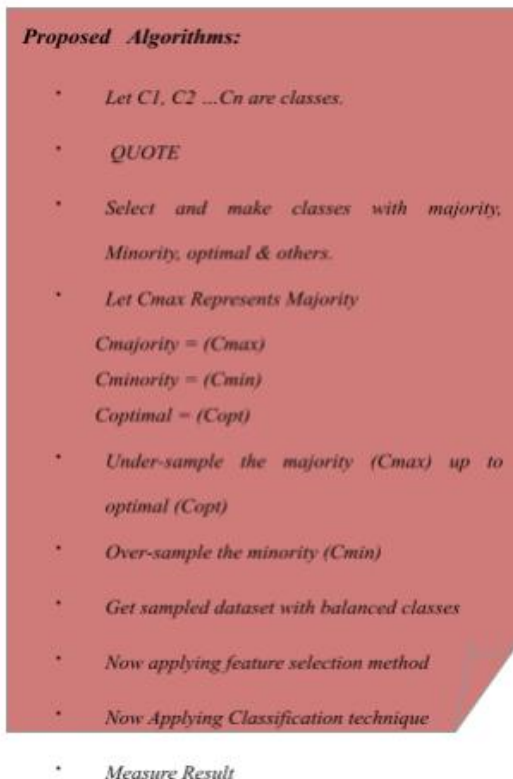 Proposed Algorithms:
• Let C1, C2 ...Cn are classes.
• QUOTE
• Select and make classes with majority,
Minority, optimal & others.
• Let Cmax Represents Majority
Cmajority = (Cmax)
Cminority = (Cmin)
Coptimal = (Copt)
• Under-sample the majority (Cmax) up to
optimal (Copt)
• Over-sample the minority (Cmin)
• Get sampled dataset with balanced classes
• Now applying feature selection method
• Now Applying Classification technique
• Measure Result